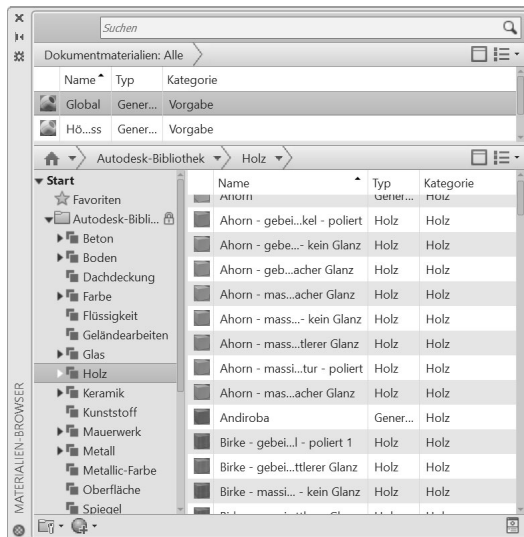 Suchen
Dokumentmaterialien: Alle
Name Typ Kategorie
Global Gener... Vorgabe
Hö...ss Gener... Vorgabe
Autodesk-Bibliothek Holz
Start
Favoriten
Autodesk-Bibli...
Beton
Boden
Dachdeckung
Farbe
Flüssigkeit
Geländearbeiten
Glas
Holz
Keramik
Kunststoff
Mauerwerk
Metall
Metallic-Farbe
Oberfläche
Spiegel
Name Typ Kategorie
Ahorn Gener... Holz
Ahorn - gebei...kel - poliert Holz Holz
Ahorn - gebe...- kein Glanz Holz Holz
Ahorn - geb...acher Glanz Holz Holz
Ahorn - mas...acher Glanz Holz Holz
Ahorn - mass...- kein Glanz Holz Holz
Ahorn - mass...tlerer Glanz Holz Holz
Ahorn - massi...tur - poliert Holz Holz
Ahorn - mas...acher Glanz Holz Holz
Andiroba Gener... Holz
Birke - gebei...l - poliert 1 Holz Holz
Birke - gebei...ttlerer Glanz Holz Holz
Birke - massi... - kein Glanz Holz Holz
MATERIALIEN-BROWSER